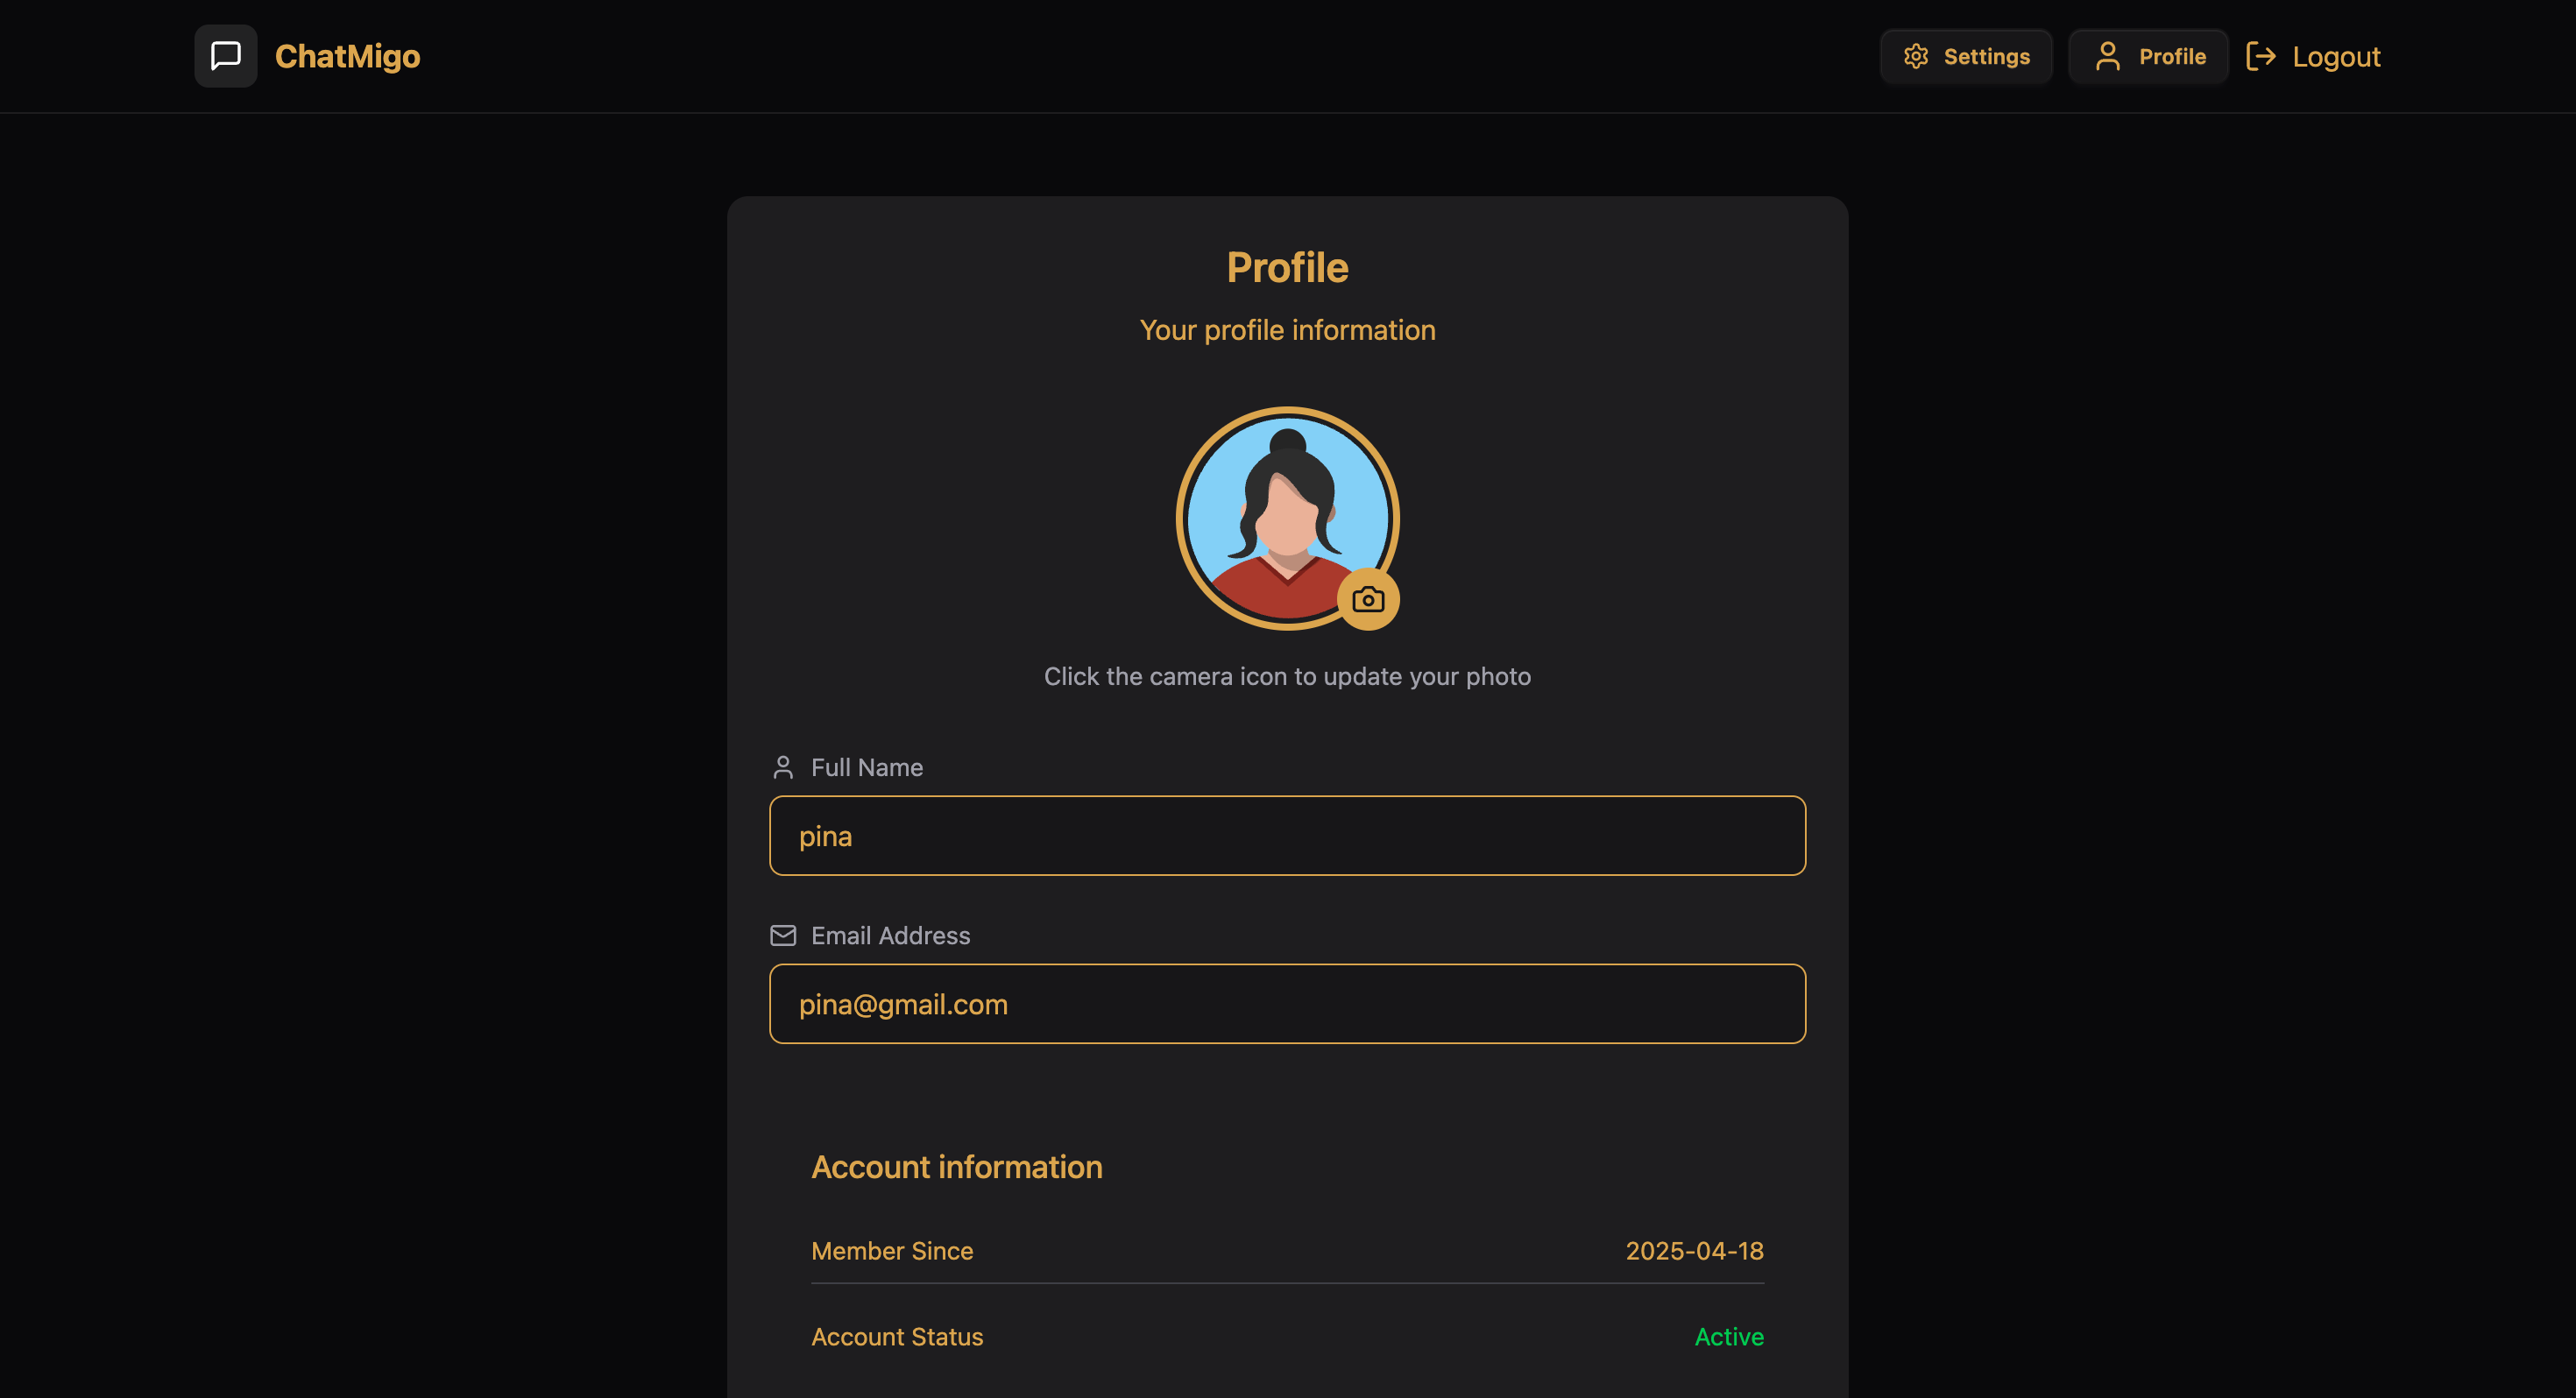 ChatMigo
Settings
Profile
Logout
Profile
Your profile information
Click the camera icon to update your photo
Full Name
pina
Email Address
pina@gmail.com
Account information
Member Since 2025-04-18
Account Status Active